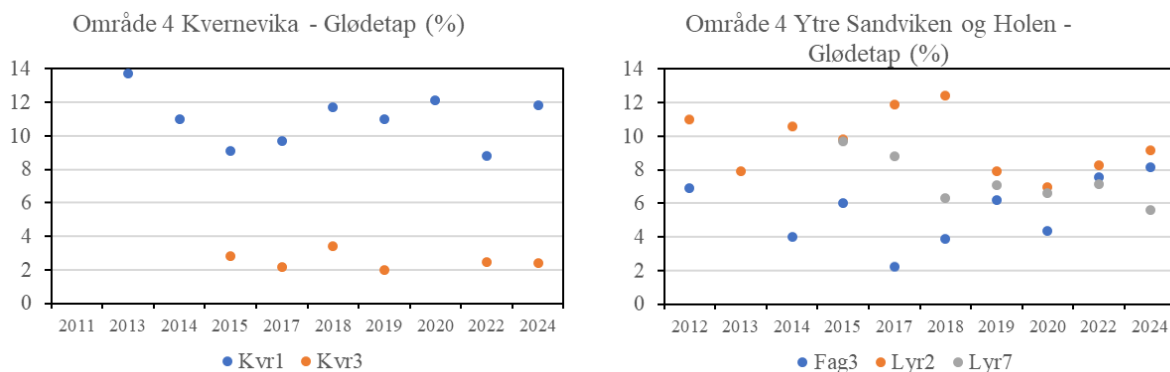 Område 4 Kvernevika - Glødetap (%)
14
12
10
8
6
4
2
0
2011 2013 2014 2015 2017 2018 2019 2020 2022 2024
Kvr1 Kvr3
Område 4 Ytre Sandviken og Holen -
Glødetap (%)
14
12
10
8
6
4
2
0
2012 2013 2014 2015 2017 2018 2019 2020 2022 2024
Fag3 Lyr2 Lyr7